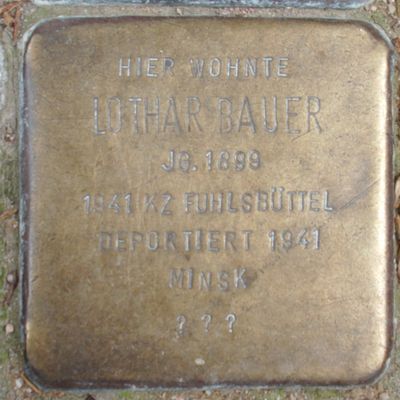 HIER WOHNTE
LOTHAR BAUER
JG. 1899
1941 KZ FUHLSBÜTTEL
DEPORTIERT 1941
MINSK
? ? ?